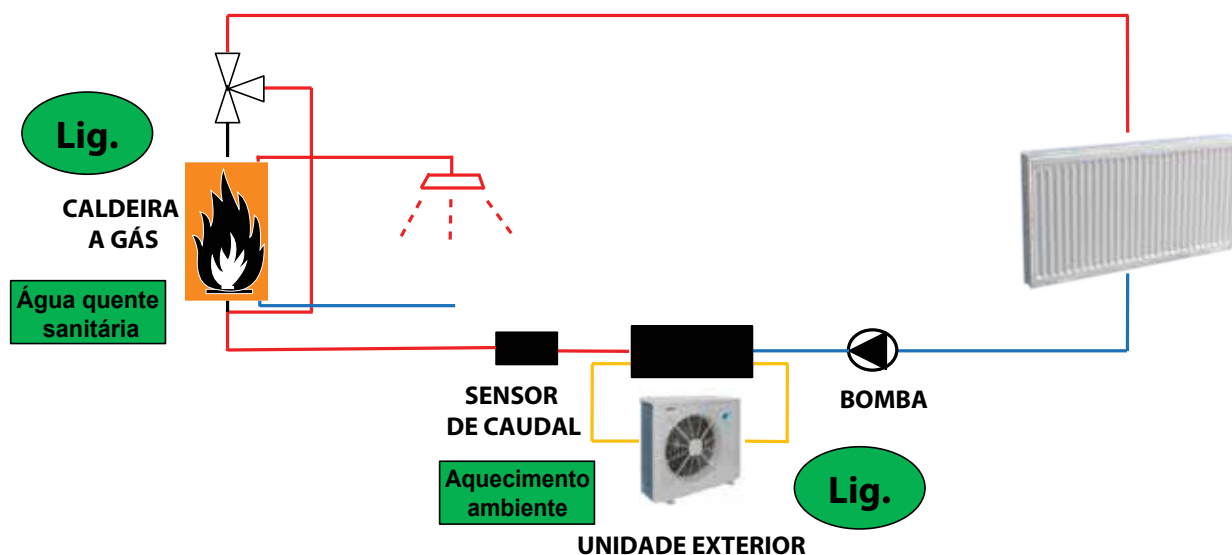 Lig.
CALDEIRA
A GÁS
Água quente
sanitária
SENSOR
DE CAUDAL
BOMBA
Aquecimento
ambiente
Lig.
UNIDADE EXTERIOR